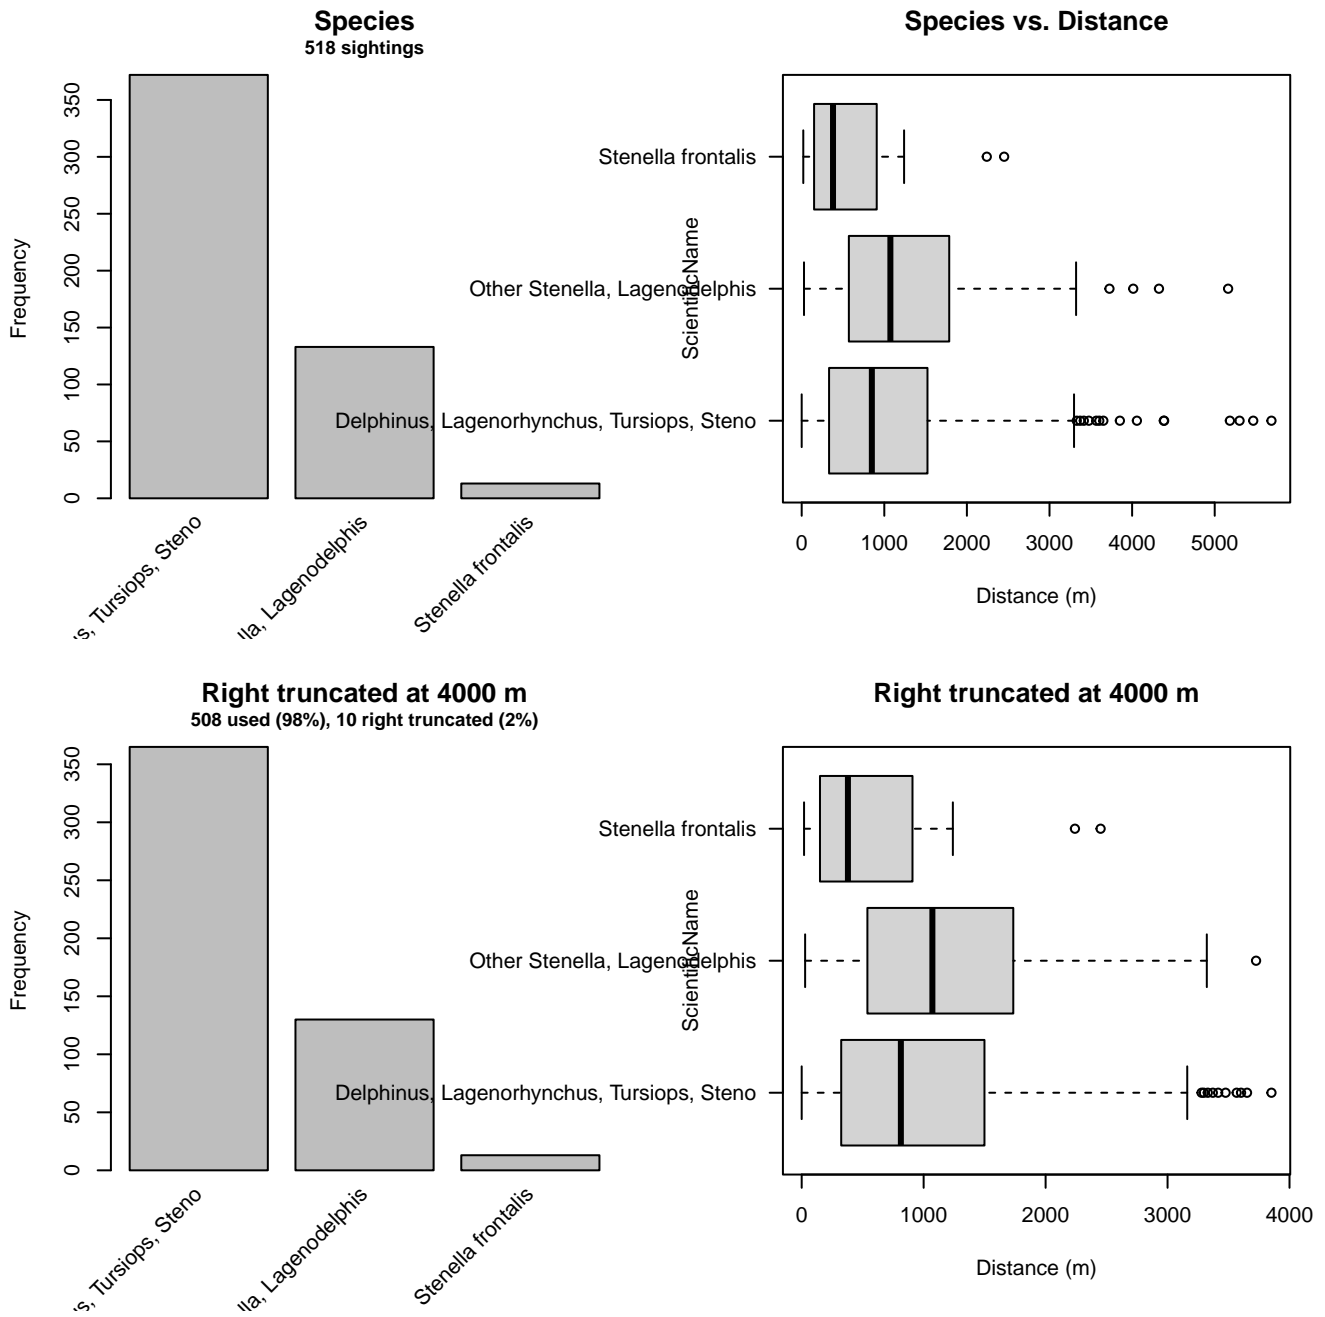 Species
518 sightings
Frequency
0
50
100
150
200
250
300
350
s, Tursiops, Steno
lla, Lagenodelphis
Stenella frontalis
Species vs. Distance
ScientificName
Stenella frontalis
Other Stenella, Lagenodelphis
Delphinus, Lagenorhynchus, Tursiops, Steno
0 1000 2000 3000 4000 5000
Distance (m)
Right truncated at 4000 m
508 used (98%), 10 right truncated (2%)
Frequency
0
50
100
150
200
250
300
350
s, Tursiops, Steno
lla, Lagenodelphis
Stenella frontalis
Right truncated at 4000 m
ScientificName
Stenella frontalis
Other Stenella, Lagenodelphis
Delphinus, Lagenorhynchus, Tursiops, Steno
0 1000 2000 3000 4000
Distance (m)